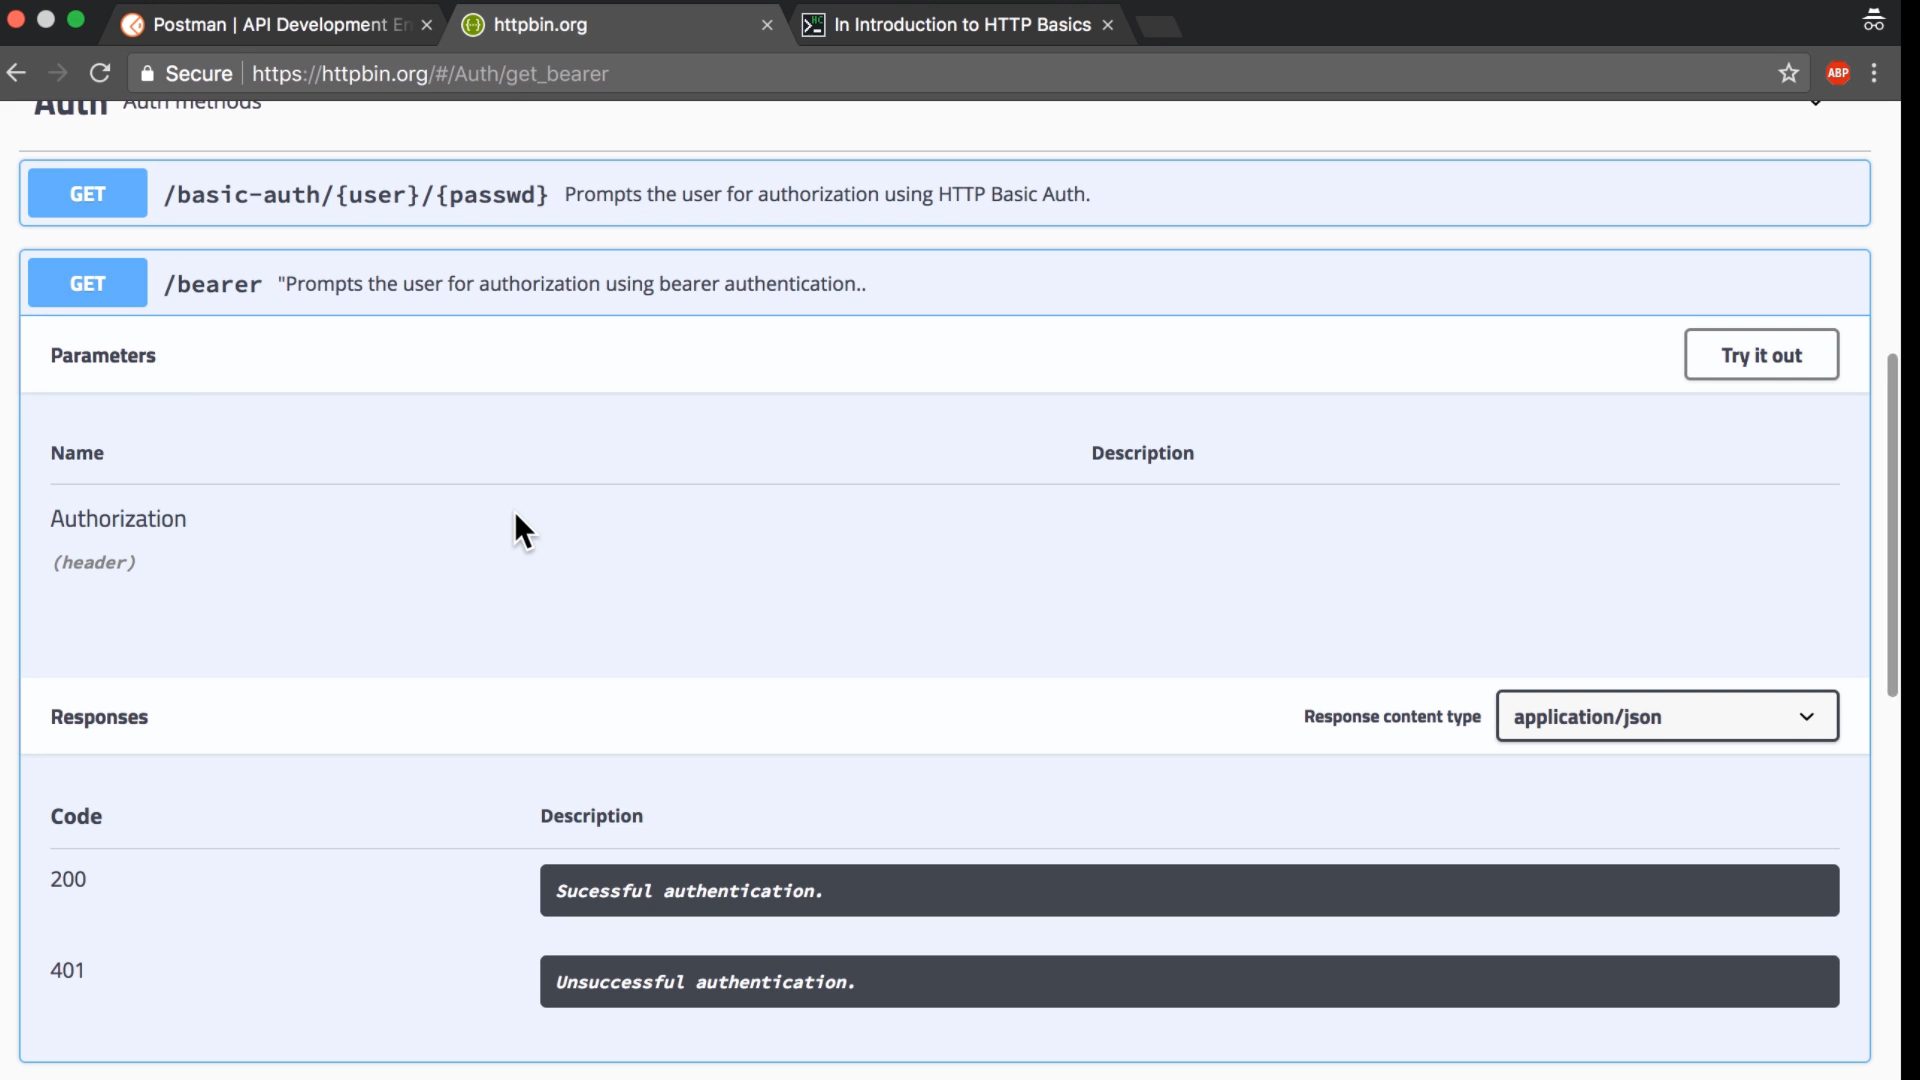 Postman | API Development En
httpbin.org
In Introduction to HTTP Basics
Secure https://httpbin.org/#/Auth/get_bearer
ABP
Auth Auth methods
GET /basic-auth/{user}/{passwd} Prompts the user for authorization using HTTP Basic Auth.
GET /bearer "Prompts the user for authorization using bearer authentication..
Parameters
Try it out
Name Description
Authorization
(header)
Responses Response content type application/json
Code Description
200 Sucessful authentication.
401 Unsuccessful authentication.